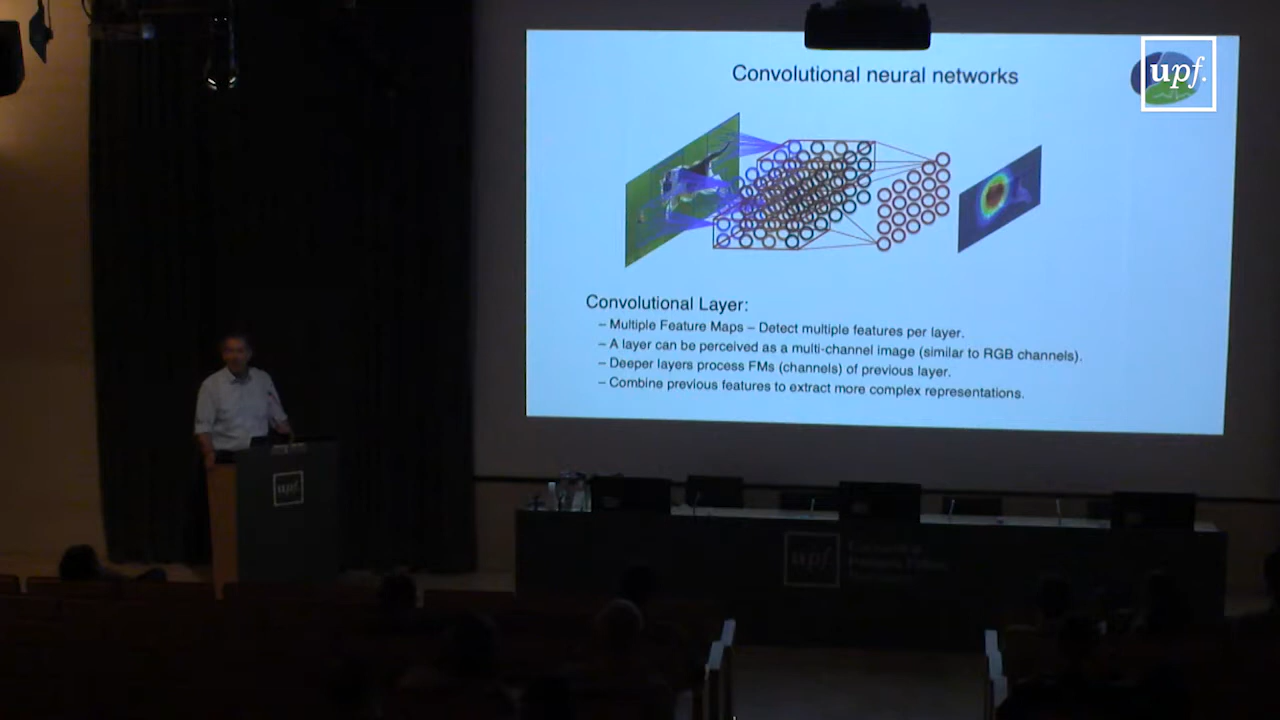 Convolutional neural networks
upf.
Convolutional Layer:
– Multiple Feature Maps – Detect multiple features per layer.
– A layer can be perceived as a multi-channel image (similar to RGB channels).
– Deeper layers process FMs (channels) of previous layer.
– Combine previous features to extract more complex representations.
upf.
upf.